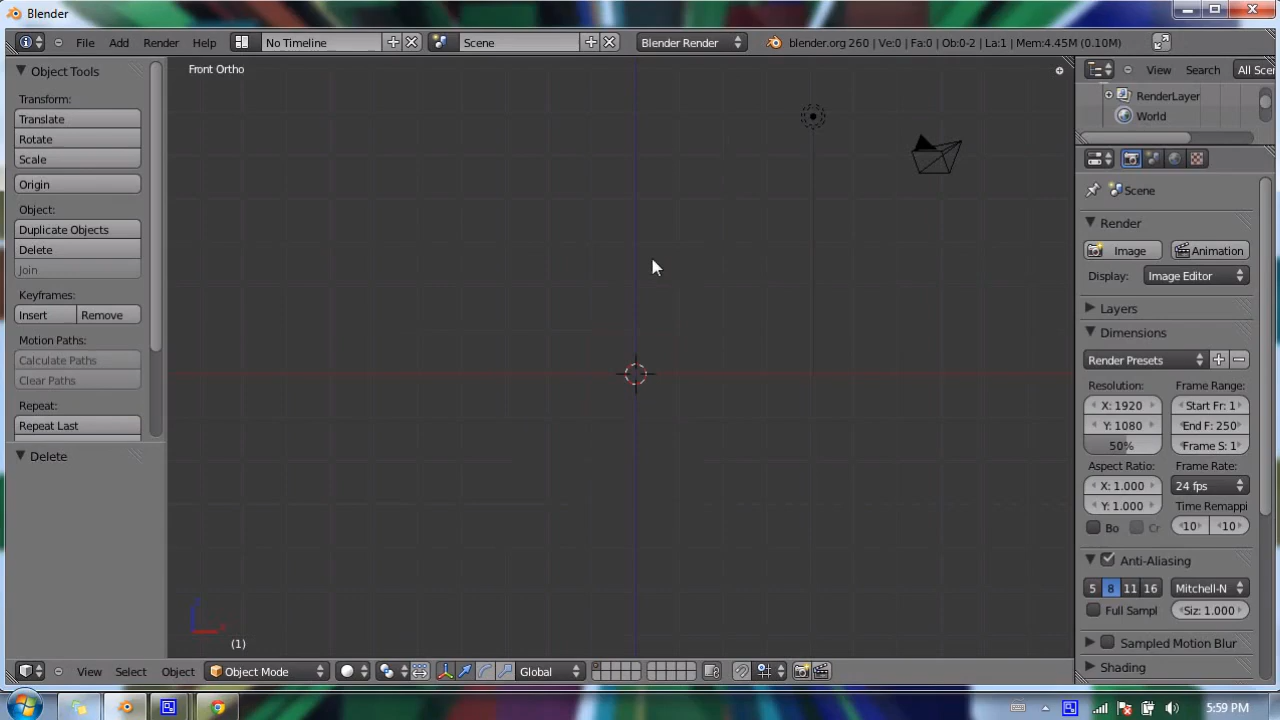 Blender
File Add Render Help No Timeline Scene Blender Render blender.org 260 | Ve:0 | Fa:0 | Ob:0-2 | La:1 | Mem:4.45M (0.10M)
Object Tools
Transform:
Translate
Rotate
Scale
Origin
Object:
Duplicate Objects
Delete
Join
Keyframes:
Insert Remove
Motion Paths:
Calculate Paths
Clear Paths
Repeat:
Repeat Last
Delete
Front Ortho
(1)
View Search All Sce
RenderLayer
World
Scene
Render
Image Animation
Display: Image Editor
Layers
Dimensions
Render Presets
Resolution: Frame Range:
X: 1920 Start Fr: 1
Y: 1080 End F: 250
50% Frame S: 1
Aspect Ratio: Frame Rate:
X: 1.000 24 fps
Y: 1.000 Time Remappi
Bo Cr 10 10
Anti-Aliasing
5 8 11 16 Mitchell-N
Full Sampl Siz: 1.000
Sampled Motion Blur
Shading
View Select Object Object Mode Global
5:59 PM